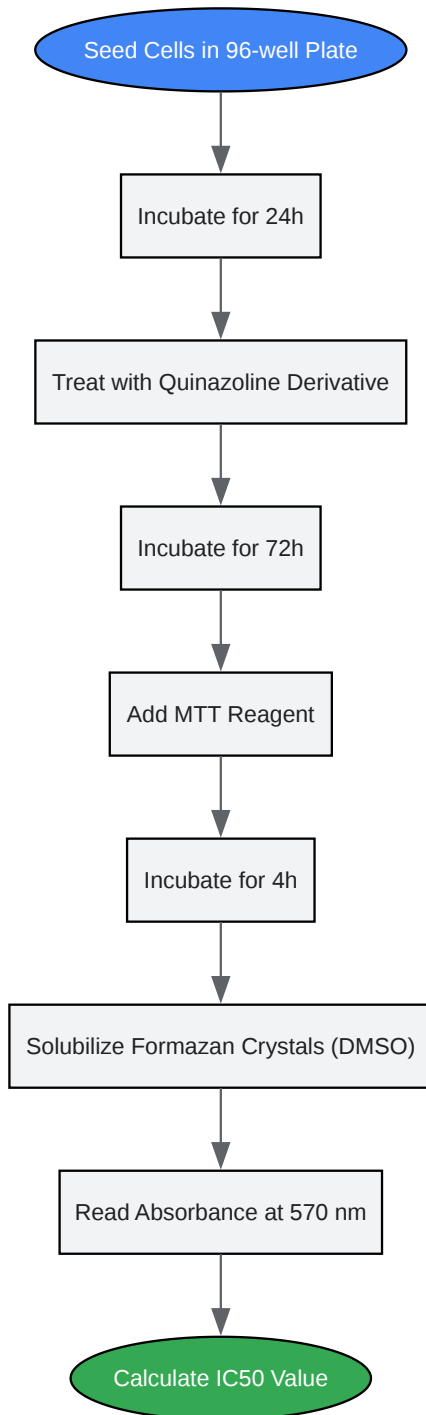 Seed Cells in 96-well Plate
Incubate for 24h
Treat with Quinazoline Derivative
Incubate for 72h
Add MTT Reagent
Incubate for 4h
Solubilize Formazan Crystals (DMSO)
Read Absorbance at 570 nm
Calculate IC50 Value